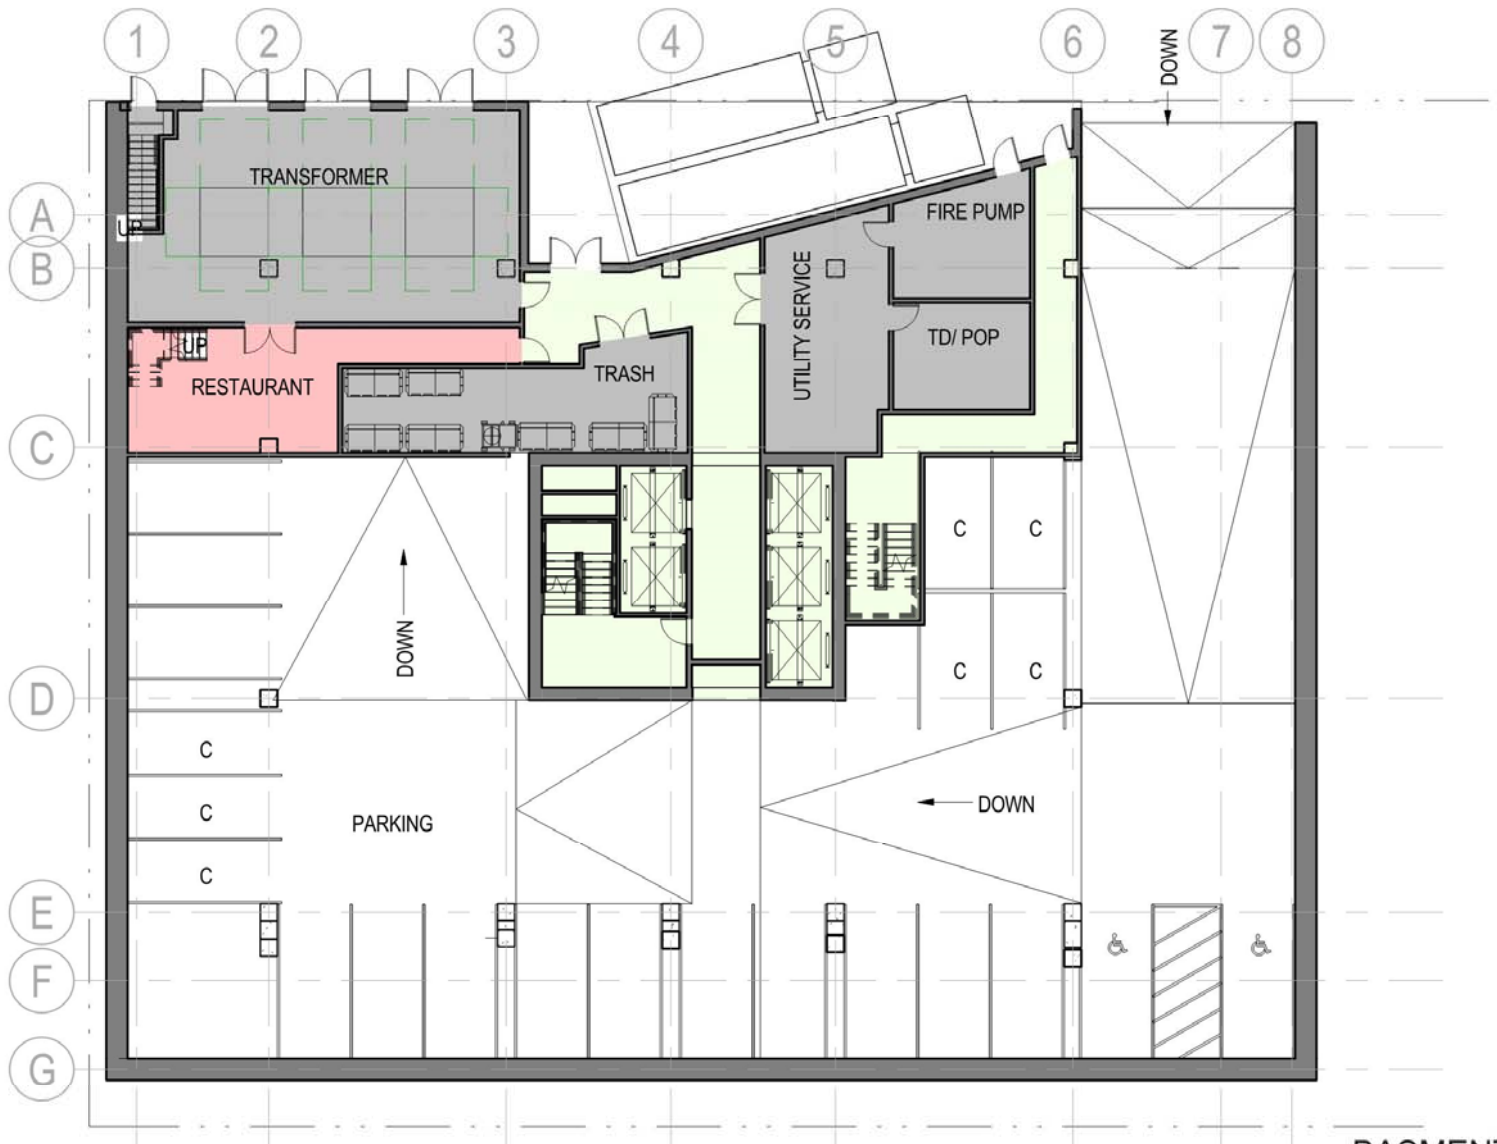 1 2 3 4 5 6 7 8
DOWN
TRANSFORMER
A
UP
FIRE PUMP
B
UTILITY SERVICE
TD/ POP
UP
RESTAURANT
TRASH
C
C C
DOWN
C C
D
C
DOWN
C
PARKING
C
E
F
G